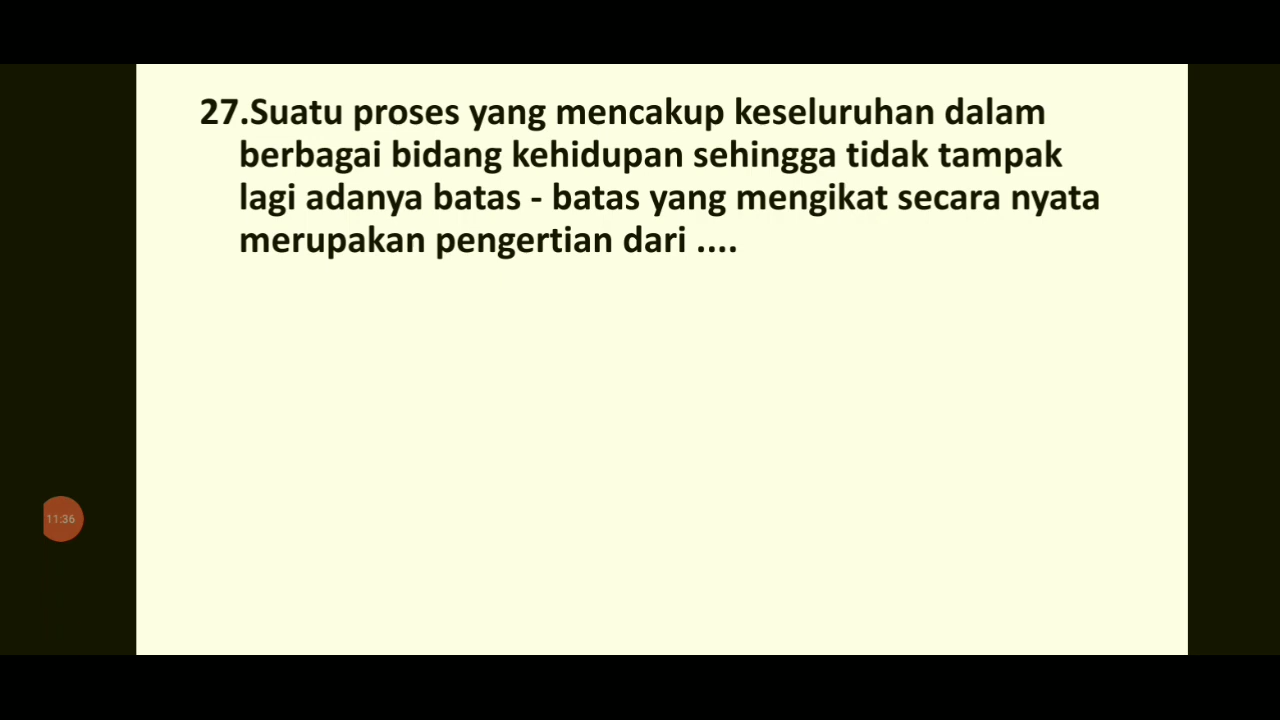 27.Suatu proses yang mencakup keseluruhan dalam
berbagai bidang kehidupan sehingga tidak tampak
lagi adanya batas - batas yang mengikat secara nyata
merupakan pengertian dari ....
11:36